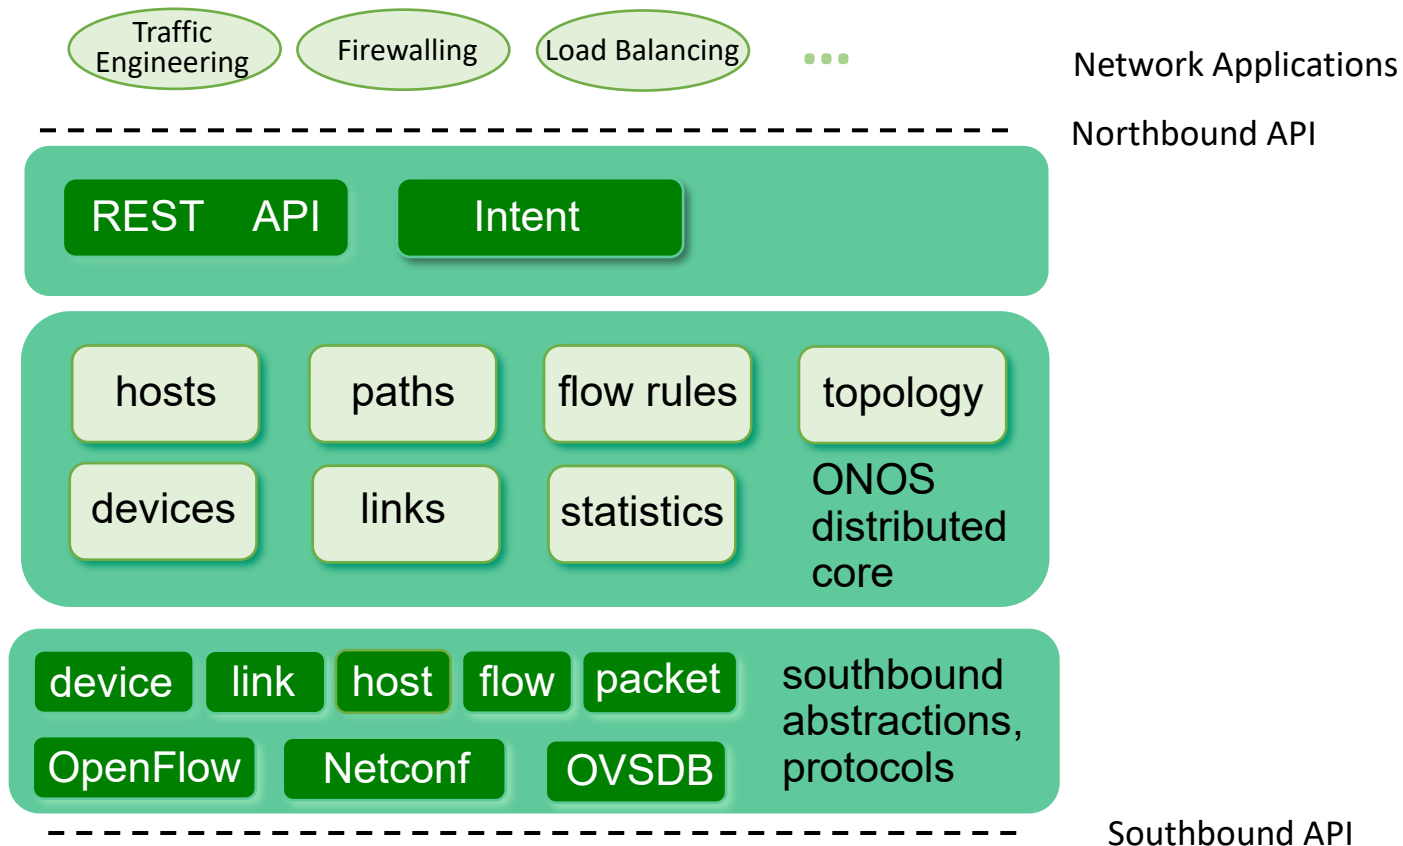 Traffic
Engineering
Firewalling
Load Balancing
...
Network Applications
Northbound API
REST API
Intent
hosts
paths
flow rules
topology
devices
links
statistics
ONOS
distributed
core
device
link
host
flow
packet
southbound
abstractions,
protocols
OpenFlow
Netconf
OVSDB
Southbound API